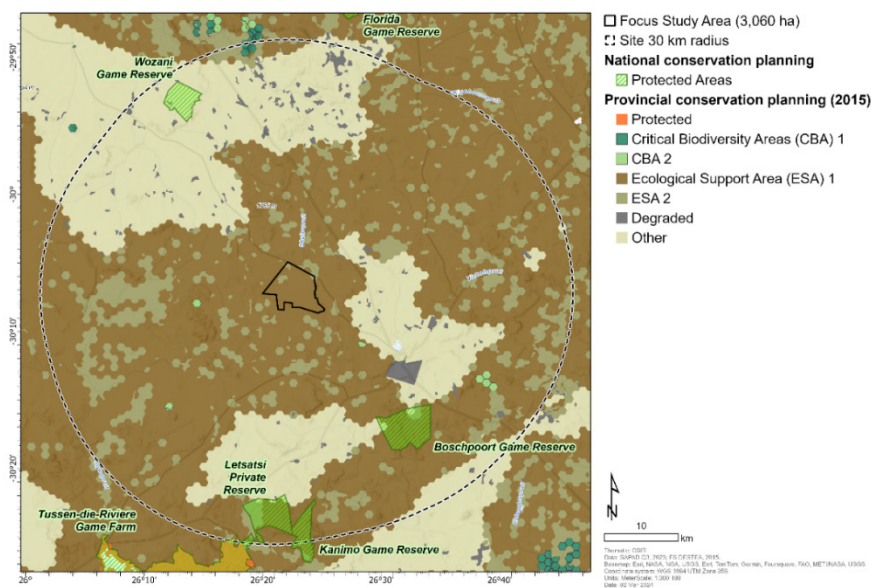 Florida
Game Reserve
Wozani
Game Reserve
Boschpoort Game Reserve
Letsatsi
Private
Reserve
Tussen-die-Riviere
Game Farm
Kanimo Game Reserve
-29°50'
-30°
-30°10'
-30°20'
26°
26°10'
26°20'
26°30'
26°40'
Focus Study Area (3,060 ha)
Site 30 km radius
National conservation planning
Protected Areas
Provincial conservation planning (2015)
Protected
Critical Biodiversity Areas (CBA) 1
CBA 2
Ecological Support Area (ESA) 1
ESA 2
Degraded
Other
N
10
km